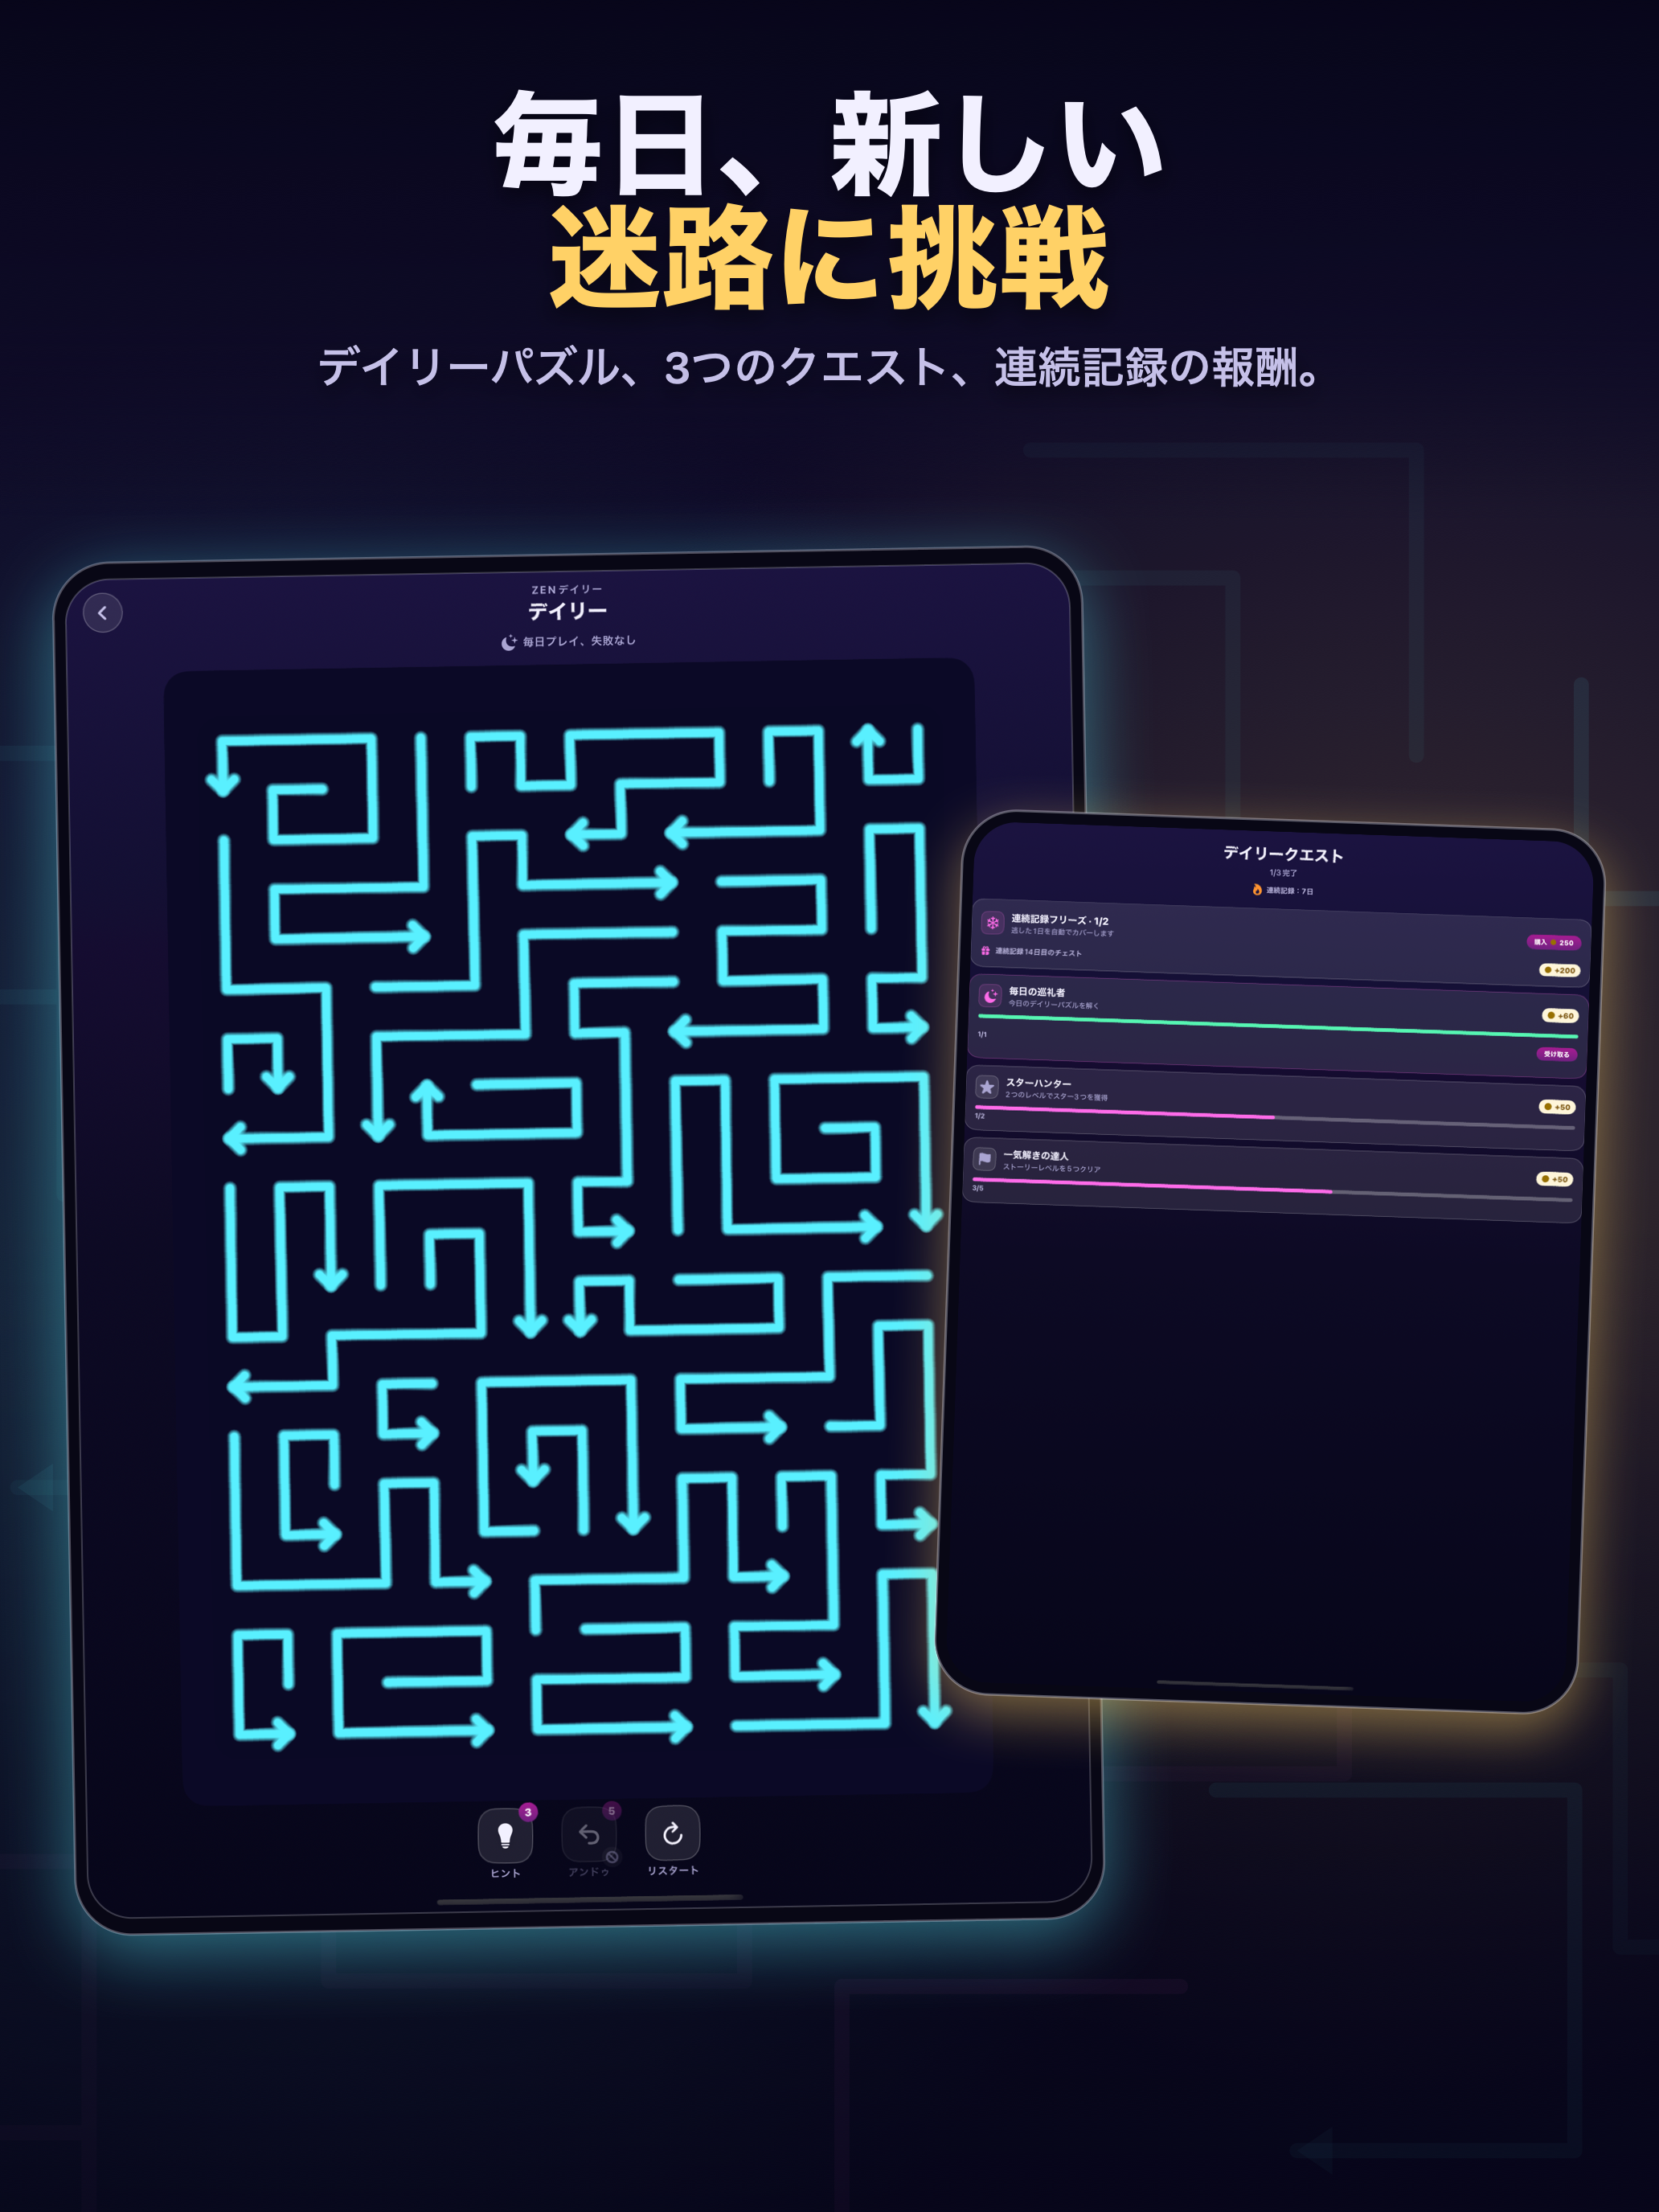 毎日、新しい
迷路に挑戦
デイリーパズル、3つのクエスト、連続記録の報酬。
ZENデイリー
デイリー
毎日プレイ、失敗なし
3
ヒント
5
アンドゥ
リスタート
デイリークエスト
1/3完了
連続記録：7日
連続記録フリーズ · 1/2
逃した1日を自動でカバーします
購入 250
連続記録14日目のチェスト
+200
毎日の巡礼者
今日のデイリーパズルを解く
+60
1/1
受け取る
スターハンター
2つのレベルでスター3つを獲得
+50
1/2
一気解きの達人
ストーリーレベルを5つクリア
+50
3/5